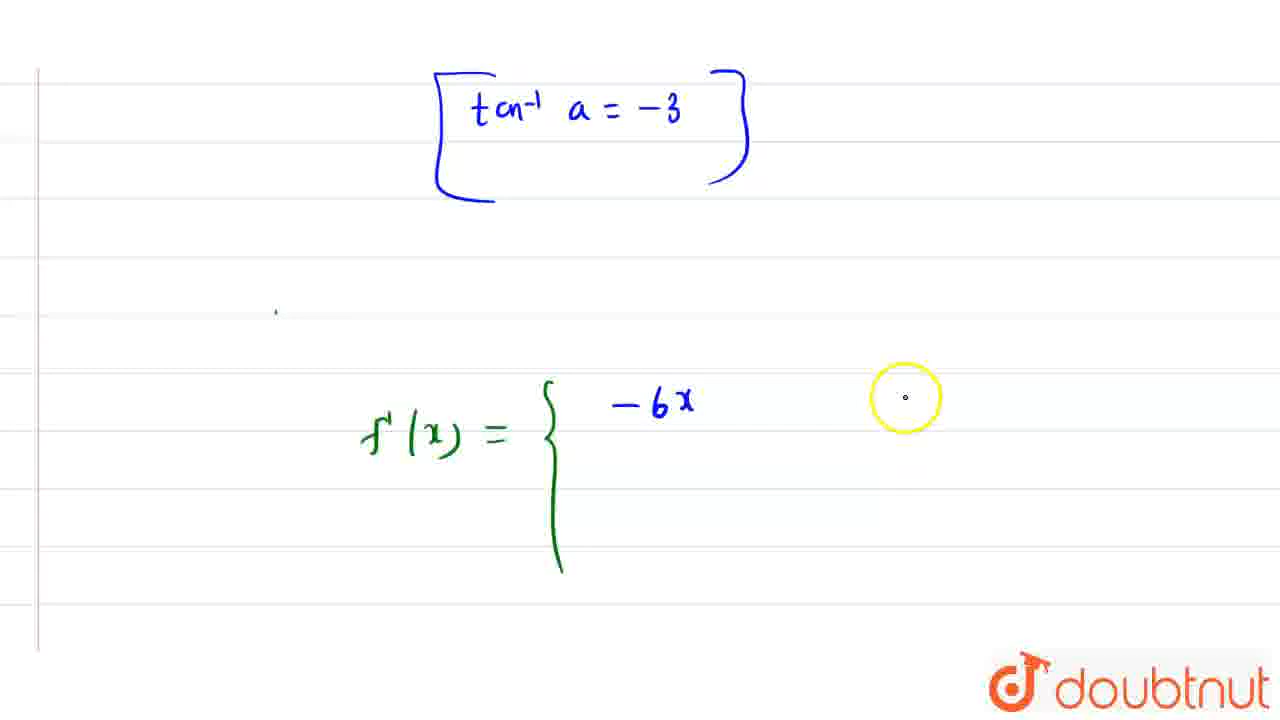 tan⁻¹ a = -3
f'(x) = { -6x
doubtnut